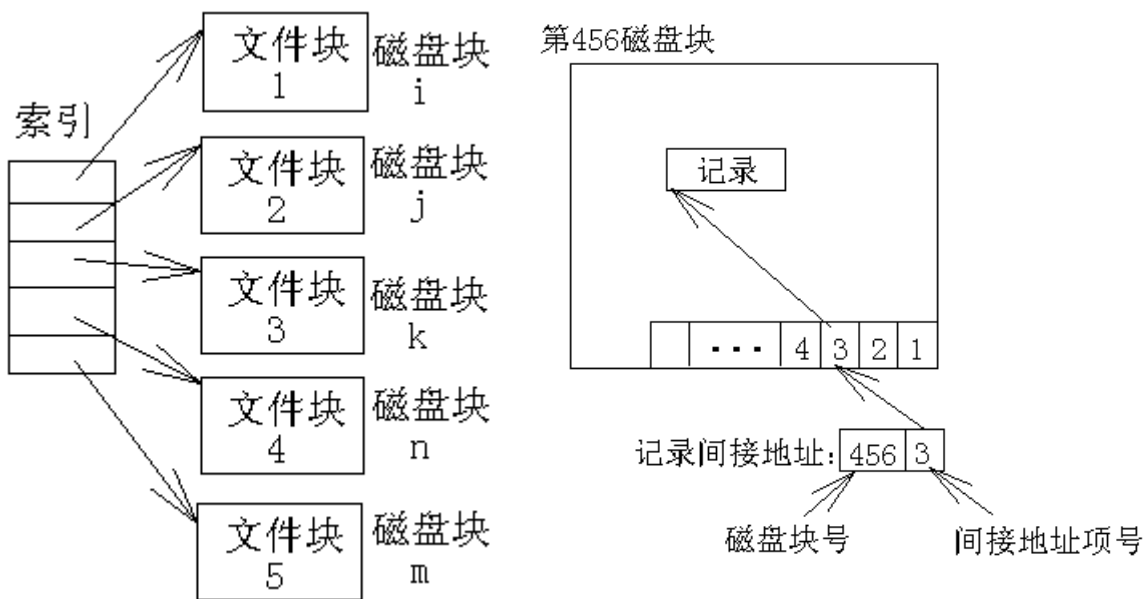 索引
文件块
1
磁盘块
i
文件块
2
磁盘块
j
文件块
3
磁盘块
k
文件块
4
磁盘块
n
文件块
5
磁盘块
m
第456磁盘块
记录
··· 4 3 2 1
记录间接地址: 456 3
磁盘块号 间接地址项号